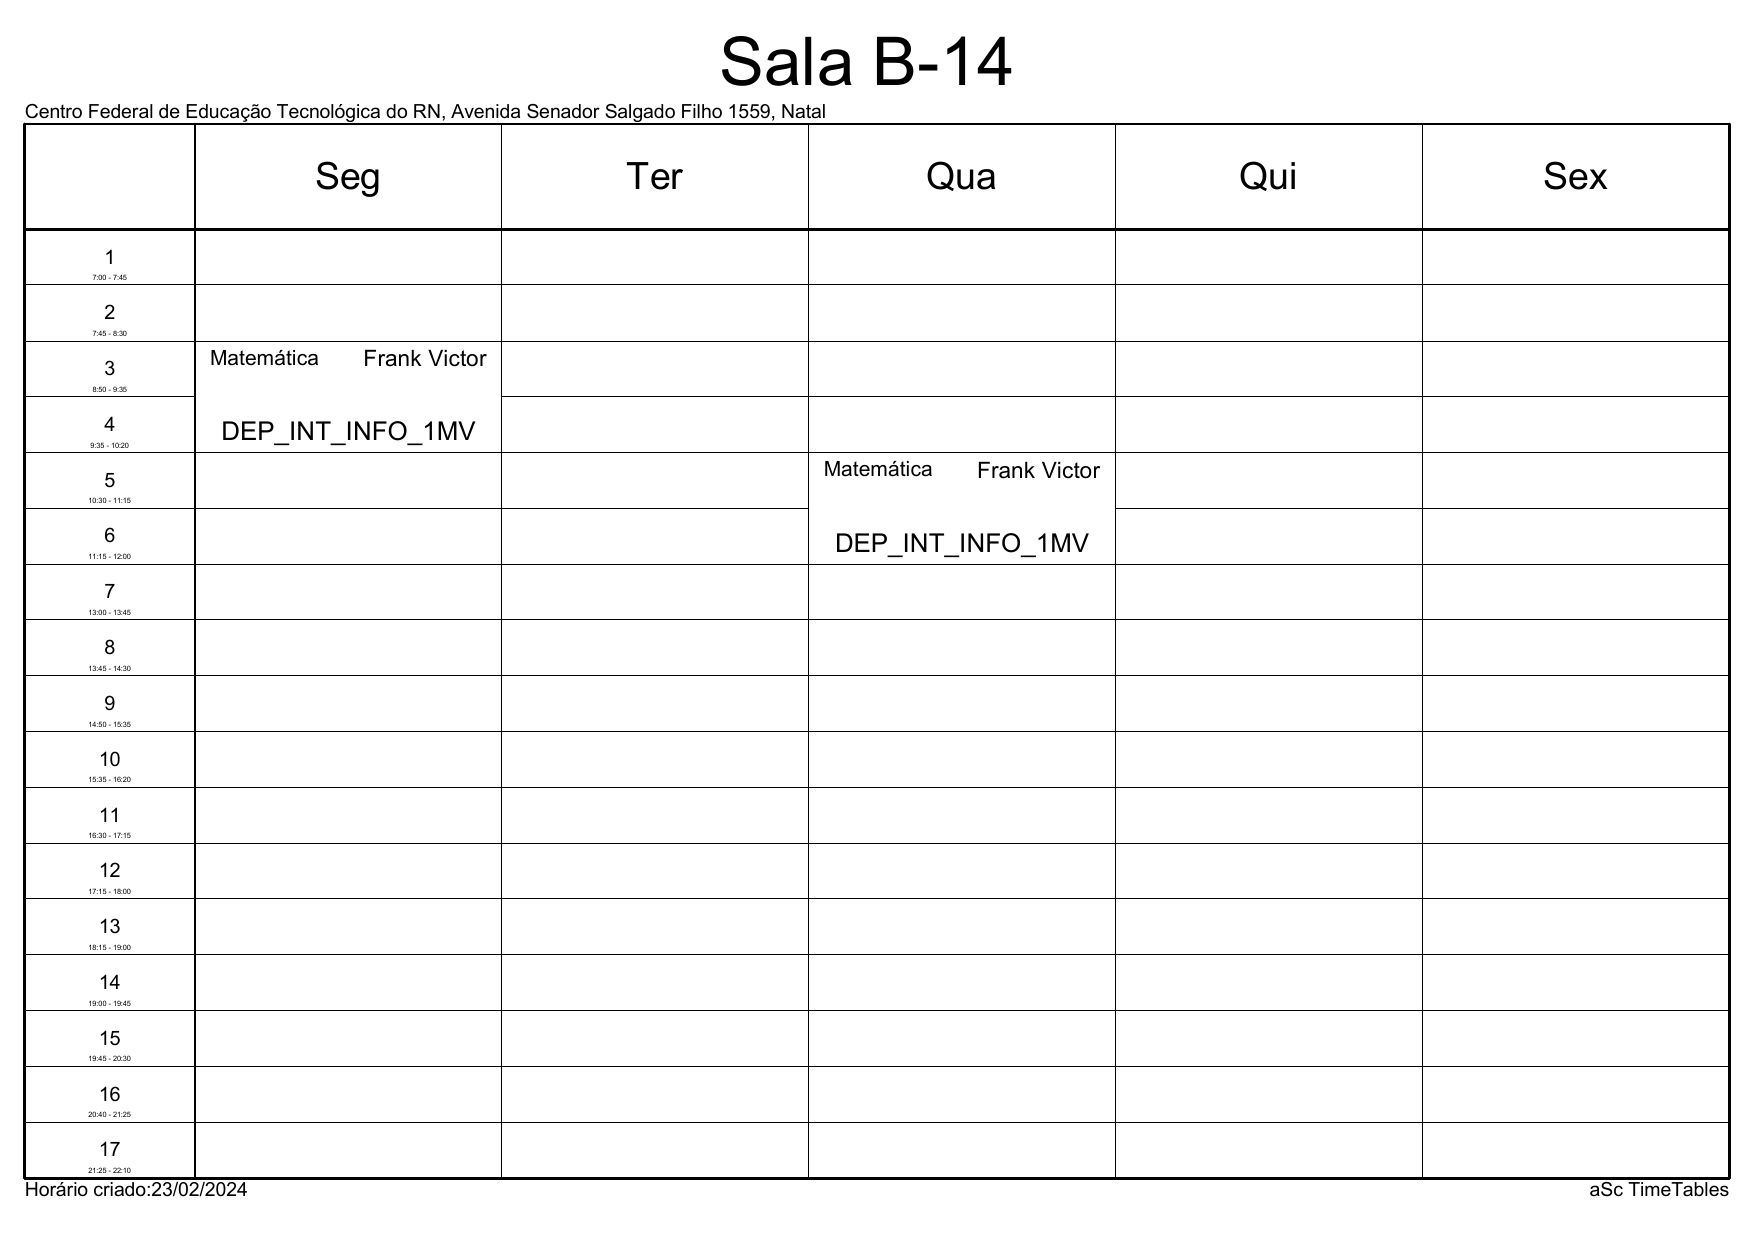 Sala B-14
Centro Federal de Educação Tecnológica do RN, Avenida Senador Salgado Filho 1559, Natal
Seg Ter Qua Qui Sex
1
7:00 - 7:45
2
7:45 - 8:30
3
8:50 - 9:35
Matemática Frank Victor
4
9:35 - 10:20
DEP_INT_INFO_1MV
5
10:30 - 11:15
Matemática Frank Victor
6
11:15 - 12:00
DEP_INT_INFO_1MV
7
13:00 - 13:45
8
13:45 - 14:30
9
14:50 - 15:35
10
15:35 - 16:20
11
16:30 - 17:15
12
17:15 - 18:00
13
18:15 - 19:00
14
19:00 - 19:45
15
19:45 - 20:30
16
20:40 - 21:25
17
21:25 - 22:10
Horário criado:23/02/2024 aSc TimeTables